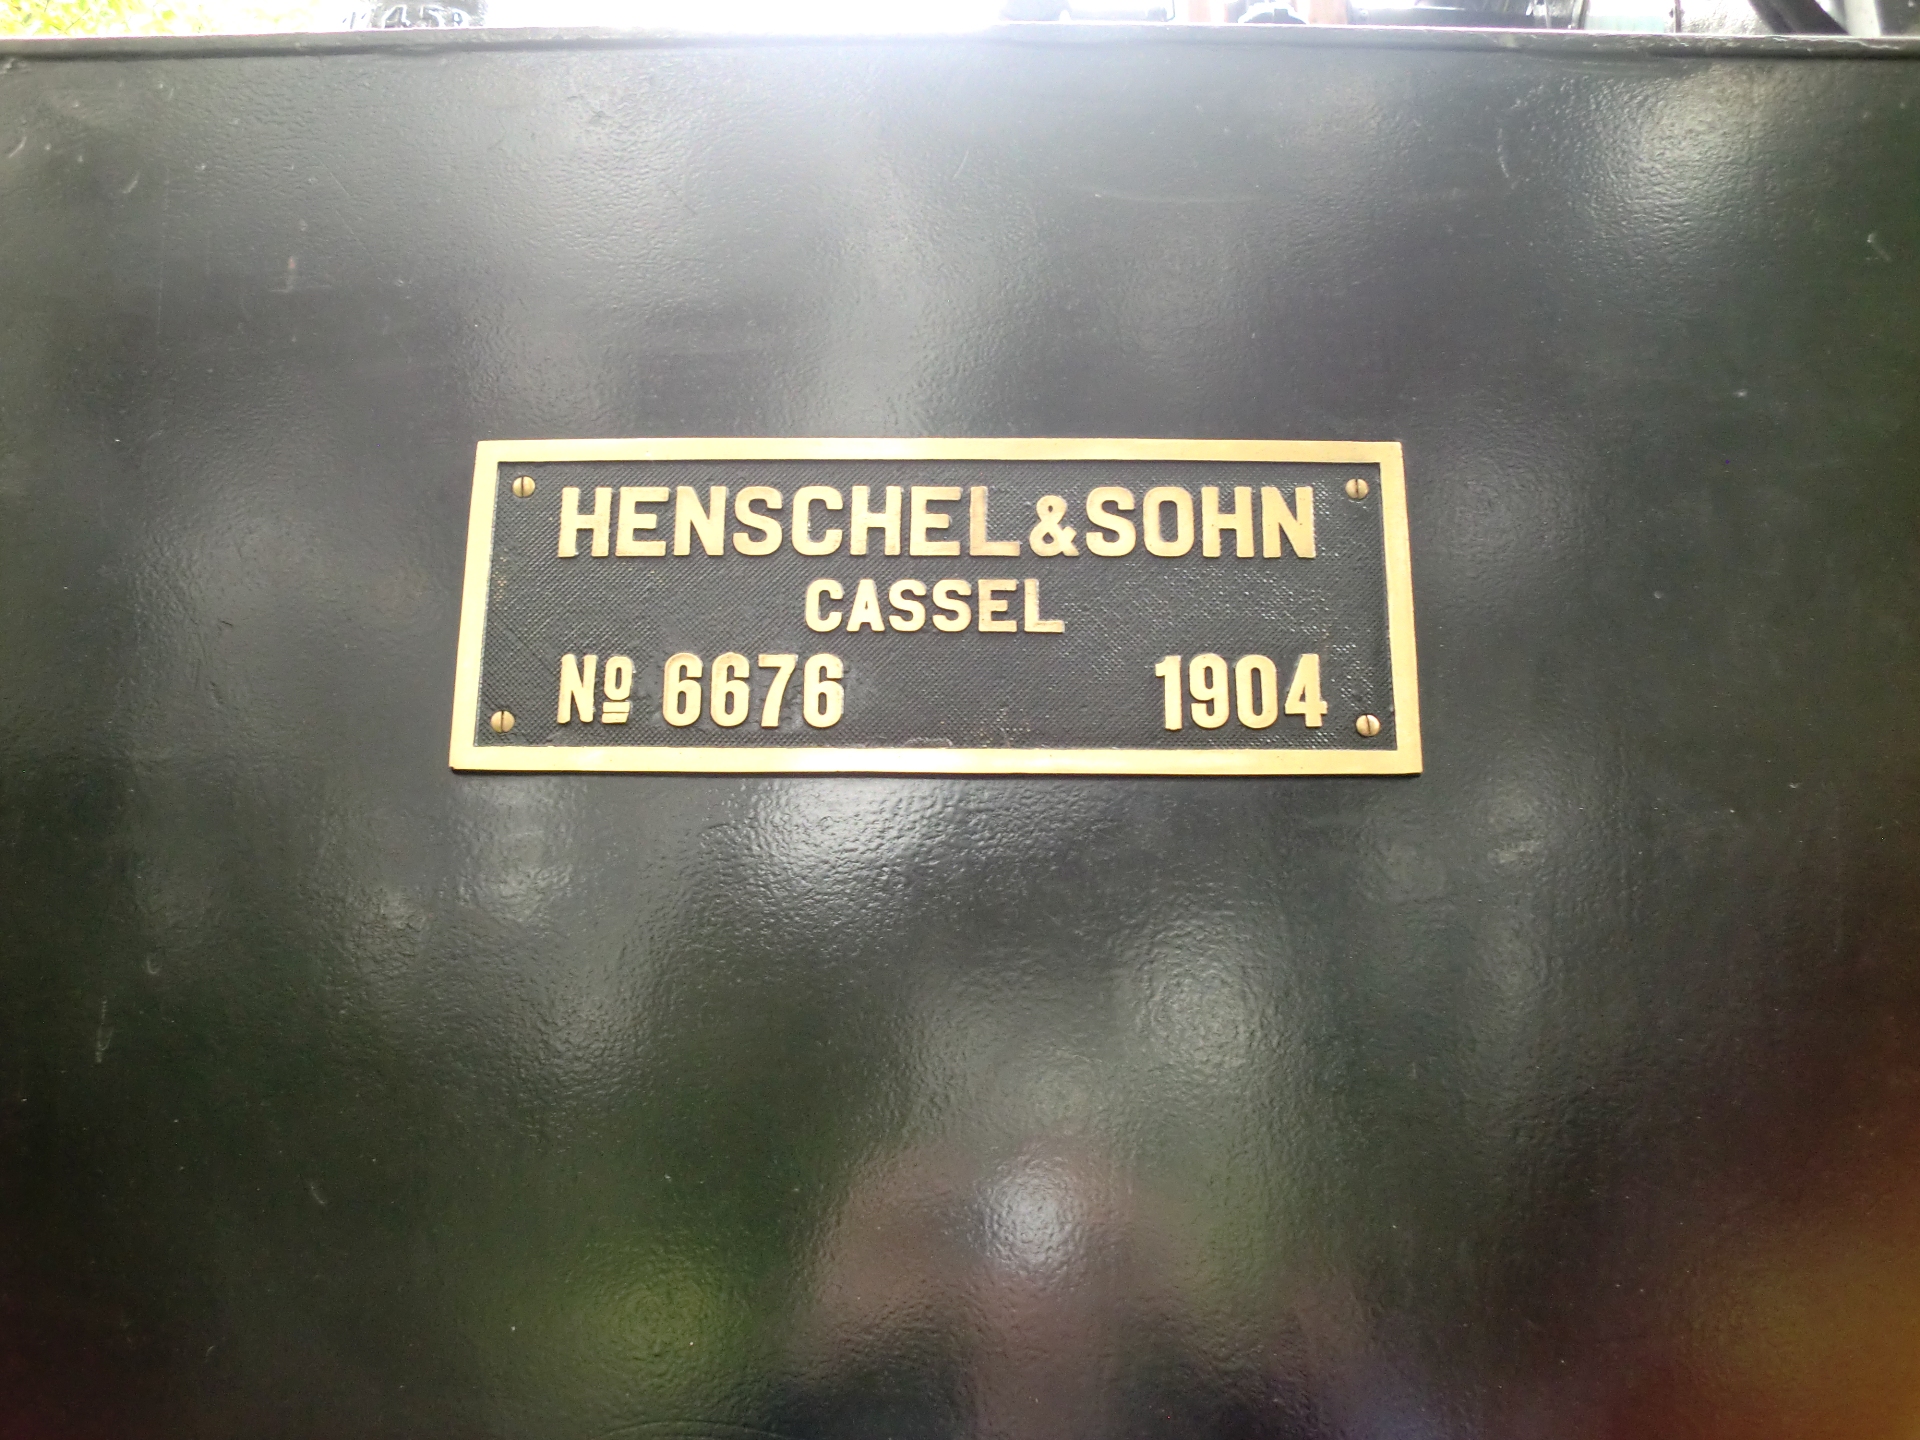 HENSCHEL & SOHN
CASSEL
Nº 6676 1904